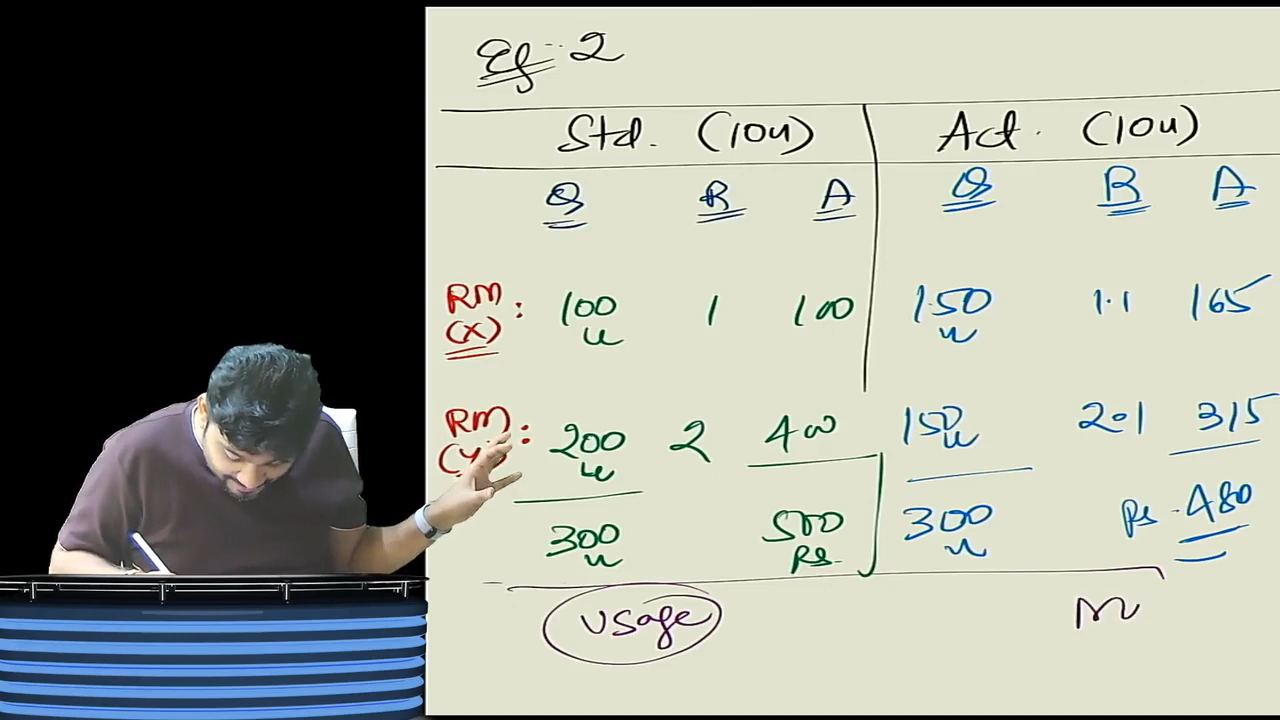 Eg:- 2
Std. (10u) Act. (10u)
Q R A Q R A
RM (X) : 100 u 1 100 150 u 1.1 165
RM (Y) : 200 u 2 400 150 u 2.1 315
300 u 500 Rs. 300 u Rs. 480
Usage